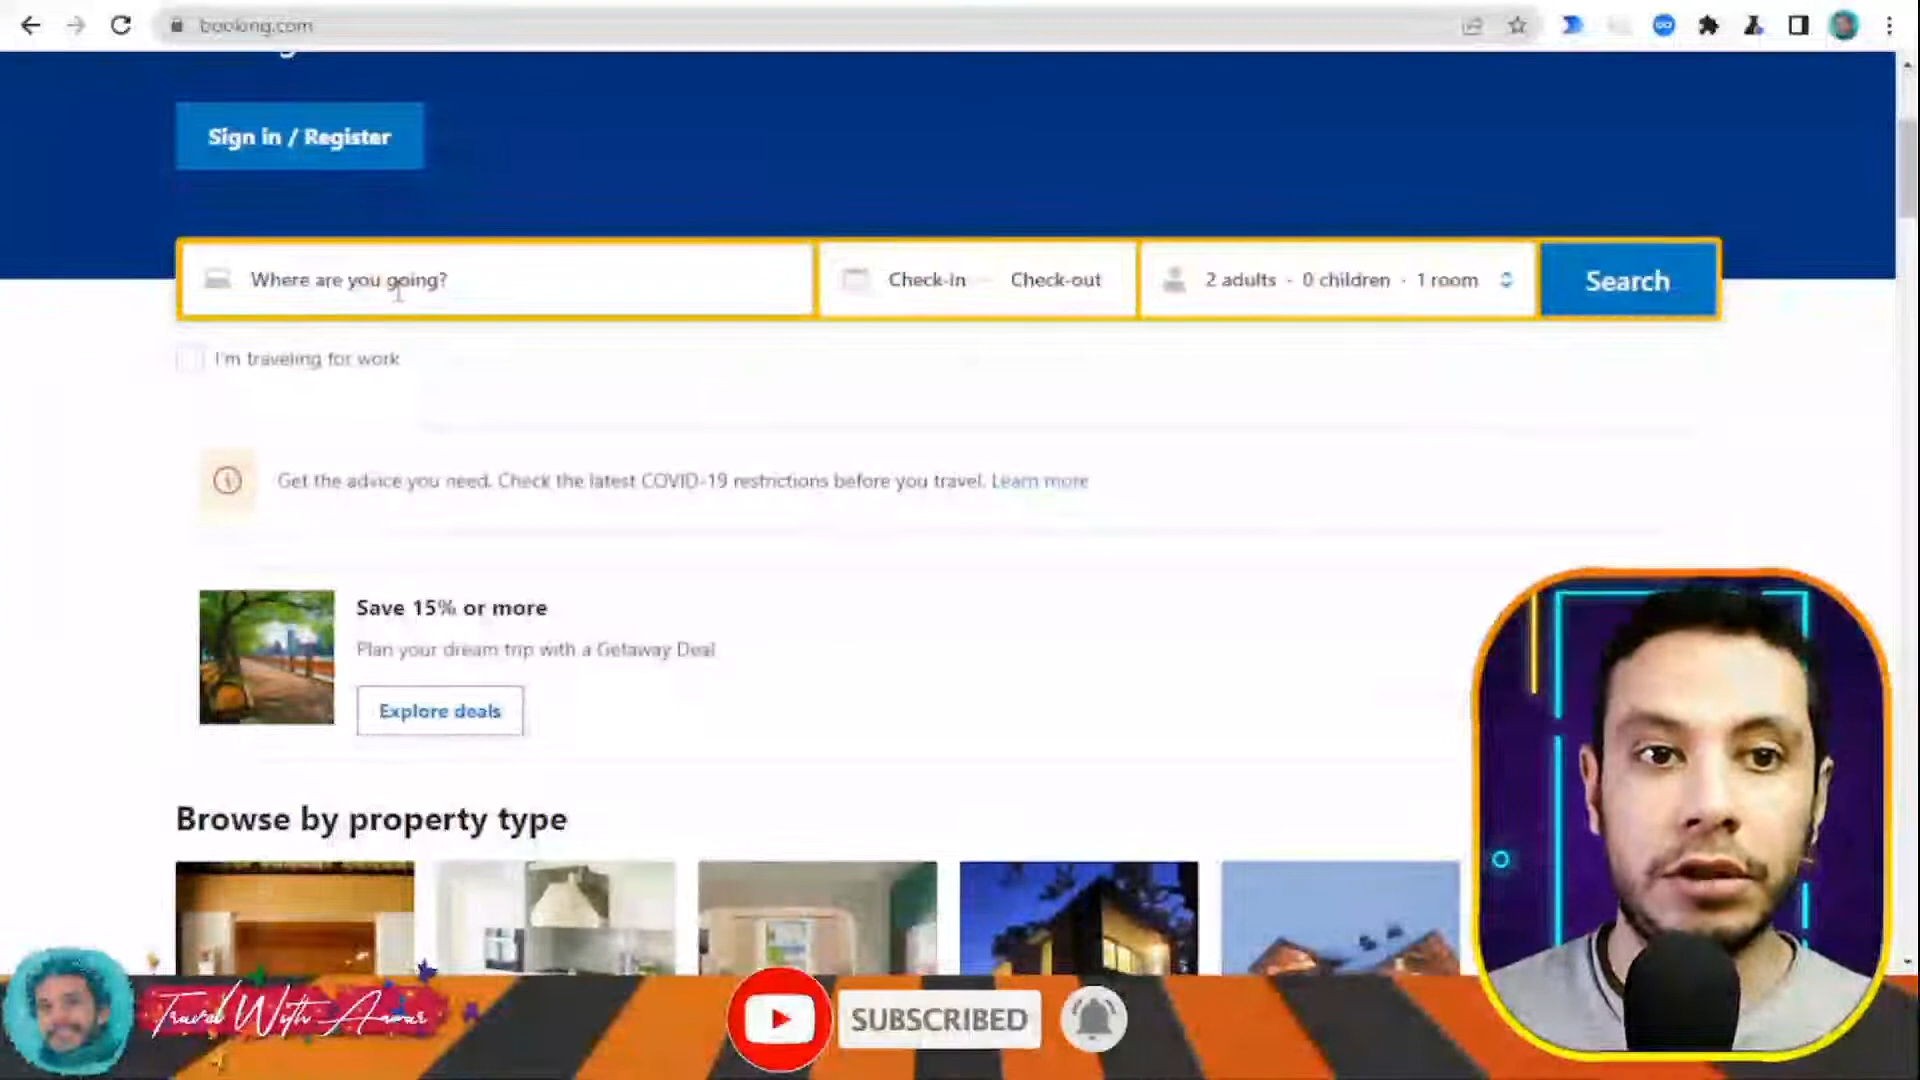 booking.com
Sign in / Register
Where are you going?
Check-in — Check-out
2 adults · 0 children · 1 room
Search
I'm traveling for work
Get the advice you need. Check the latest COVID-19 restrictions before you travel. Learn more
Save 15% or more
Plan your dream trip with a Getaway Deal
Explore deals
Browse by property type
Travel With Anwar
SUBSCRIBED